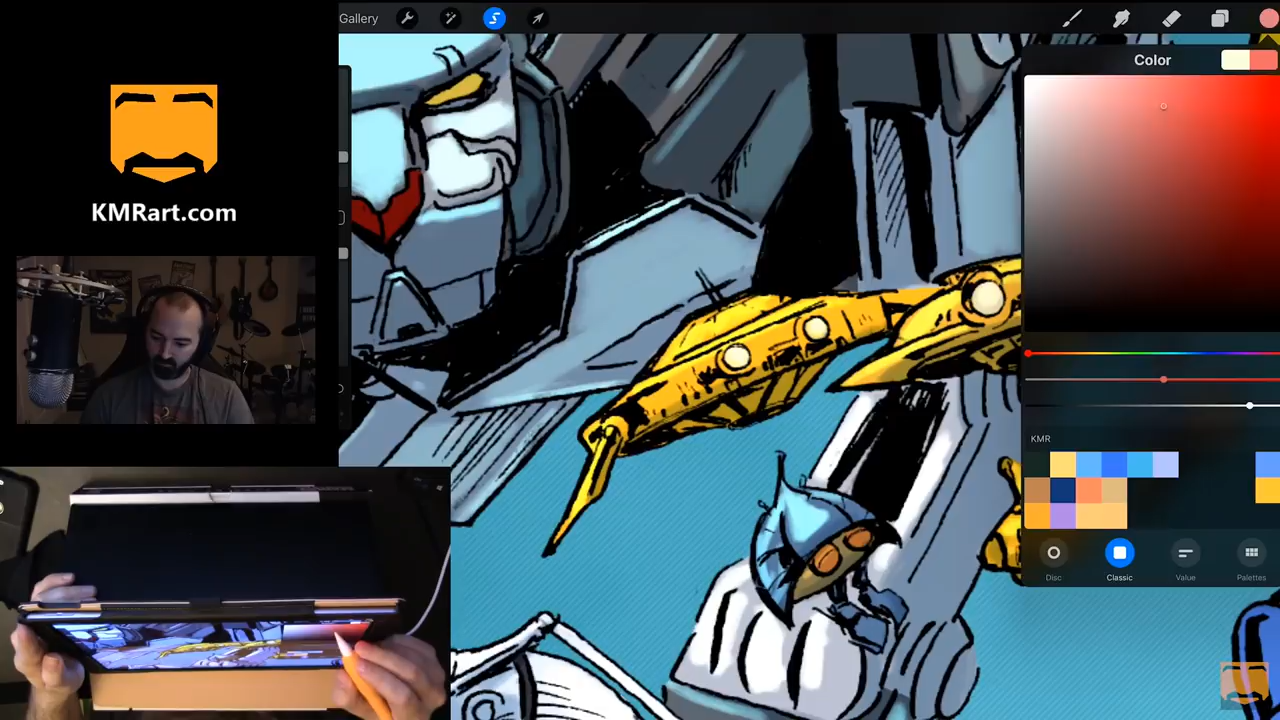 Gallery
Color
KMRart.com
KMR
Disc
Classic
Value
Palettes